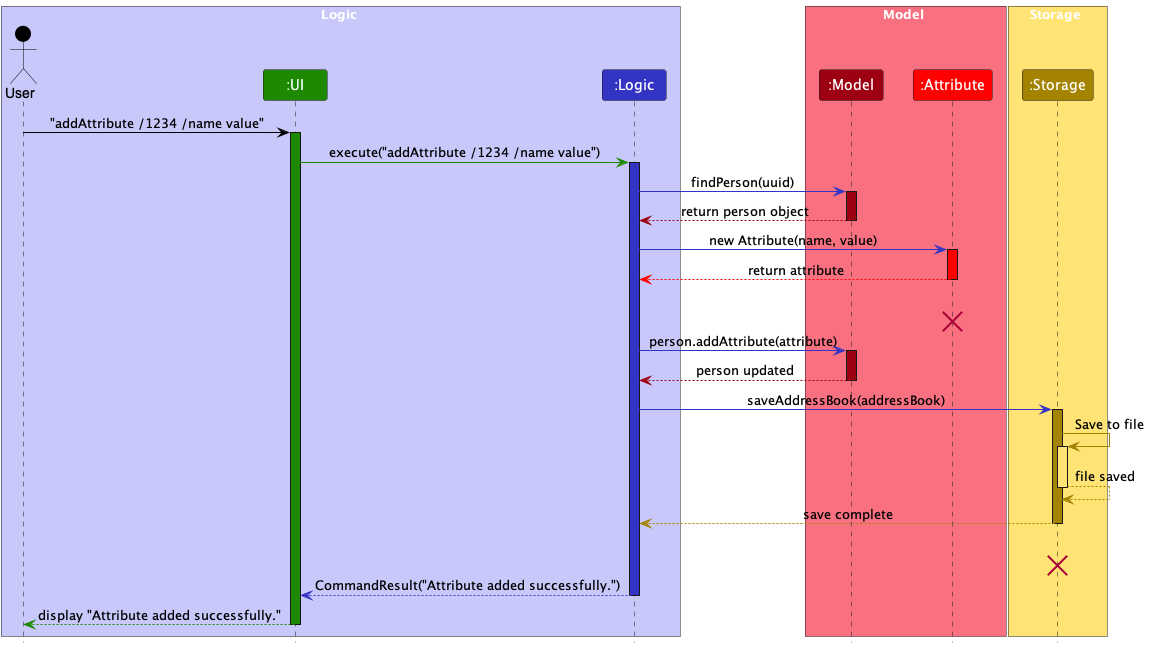 Logic
Model
Storage
User
:UI
:Logic
:Model
:Attribute
:Storage
"addAttribute /1234 /name value"
execute("addAttribute /1234 /name value")
findPerson(uuid)
return person object
new Attribute(name, value)
return attribute
person.addAttribute(attribute)
person updated
saveAddressBook(addressBook)
Save to file
file saved
save complete
CommandResult("Attribute added successfully.")
display "Attribute added successfully."